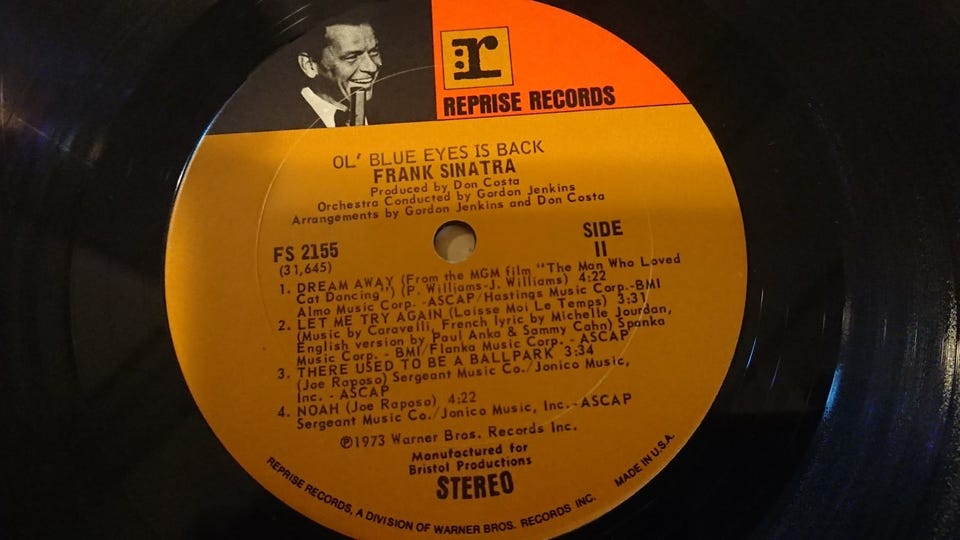 r:
REPRISE RECORDS
OL' BLUE EYES IS BACK
FRANK SINATRA
Produced by Don Costa
Orchestra Conducted by Gordon Jenkins
Arrangements by Gordon Jenkins and Don Costa
FS 2155
(31,645)
SIDE
II
1. DREAM AWAY (From the MGM film "The Man Who Loved
Cat Dancing") (P. Williams-J. Williams) 4:22
Almo Music Corp. -ASCAP/Hastings Music Corp.-BMI
2. LET ME TRY AGAIN (Laisse Moi Le Temps) 3:31
(Music by Caravelli, French lyric by Michelle Jourdan,
English version by Paul Anka & Sammy Cahn) Spanka
Music Corp. - BMI/Flanka Music Corp. - ASCAP
3. THERE USED TO BE A BALLPARK 3:34
(Joe Raposo) Sergeant Music Co./Jonico Music,
Inc. - ASCAP
4. NOAH (Joe Raposo) 4:22
Sergeant Music Co./Jonico Music, Inc.-ASCAP
℗1973 Warner Bros. Records Inc.
Manufactured for
Bristol Productions
STEREO
REPRISE RECORDS, A DIVISION OF WARNER BROS. RECORDS INC. MADE IN U.S.A.